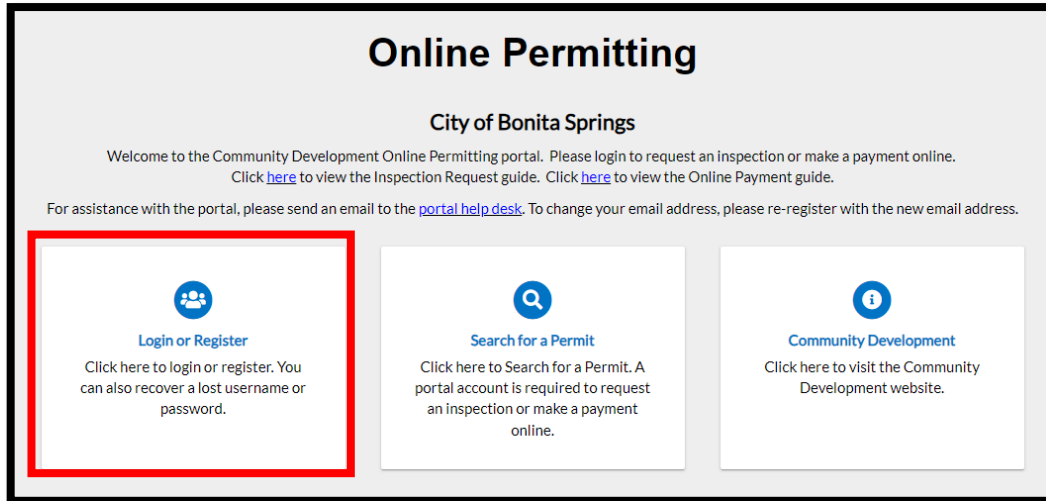 Online Permitting
City of Bonita Springs
Welcome to the Community Development Online Permitting portal. Please login to request an inspection or make a payment online.
Click here to view the Inspection Request guide. Click here to view the Online Payment guide.
For assistance with the portal, please send an email to the portal help desk. To change your email address, please re-register with the new email address.
Login or Register
Click here to login or register. You
can also recover a lost username or
password.
Search for a Permit
Click here to Search for a Permit. A
portal account is required to request
an inspection or make a payment
online.
Community Development
Click here to visit the Community
Development website.